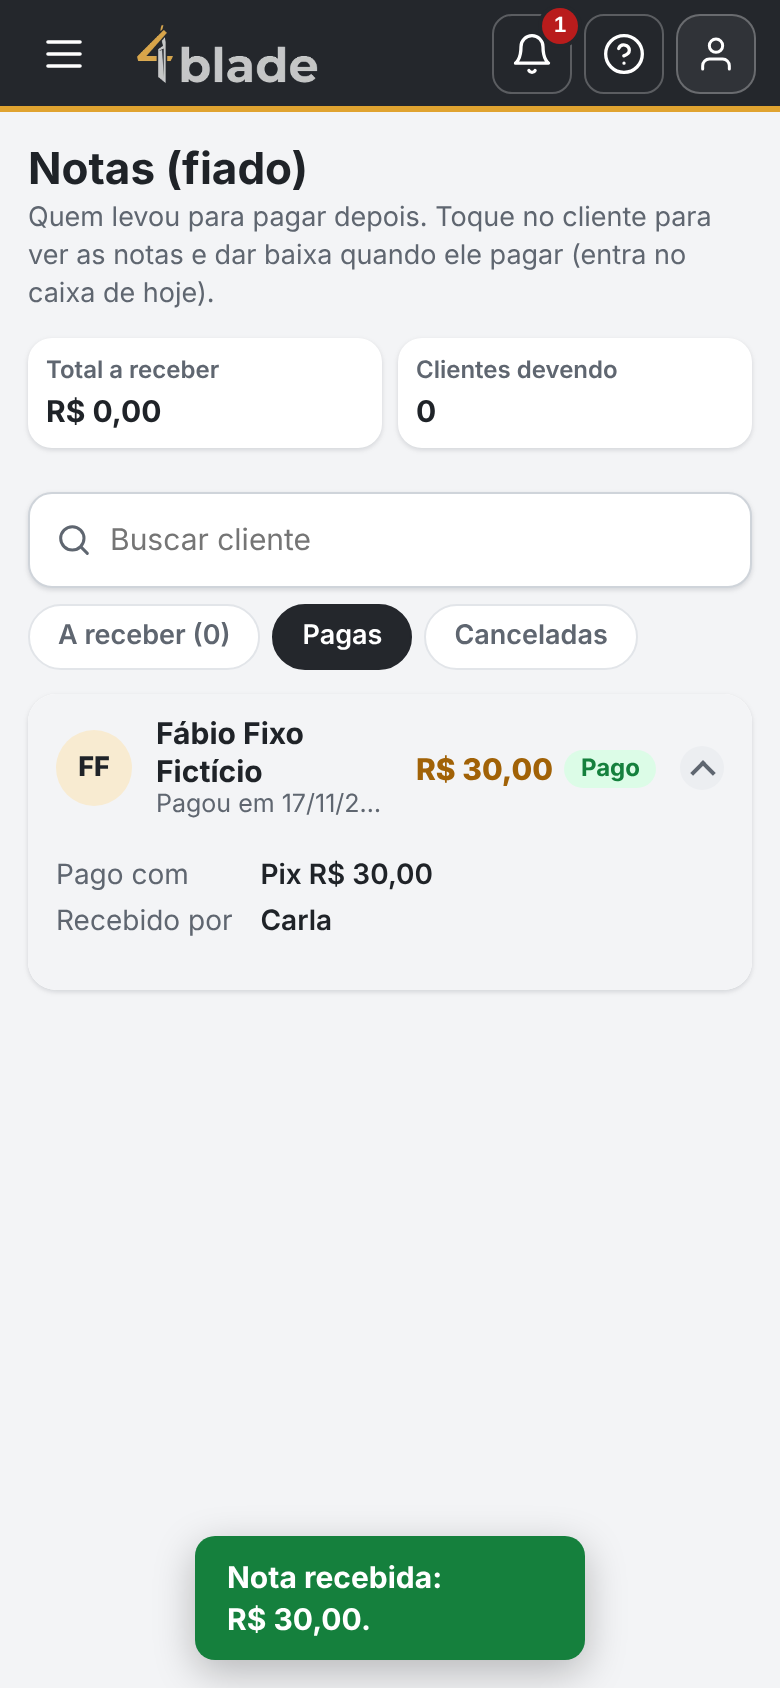 4blade
1
Notas (fiado)
Quem levou para pagar depois. Toque no cliente para
ver as notas e dar baixa quando ele pagar (entra no
caixa de hoje).
Total a receber
R$ 0,00
Clientes devendo
0
Buscar cliente
A receber (0)
Pagas
Canceladas
FF
Fábio Fixo
Fictício
Pagou em 17/11/2...
R$ 30,00
Pago
Pago com
Pix R$ 30,00
Recebido por
Carla
Nota recebida:
R$ 30,00.